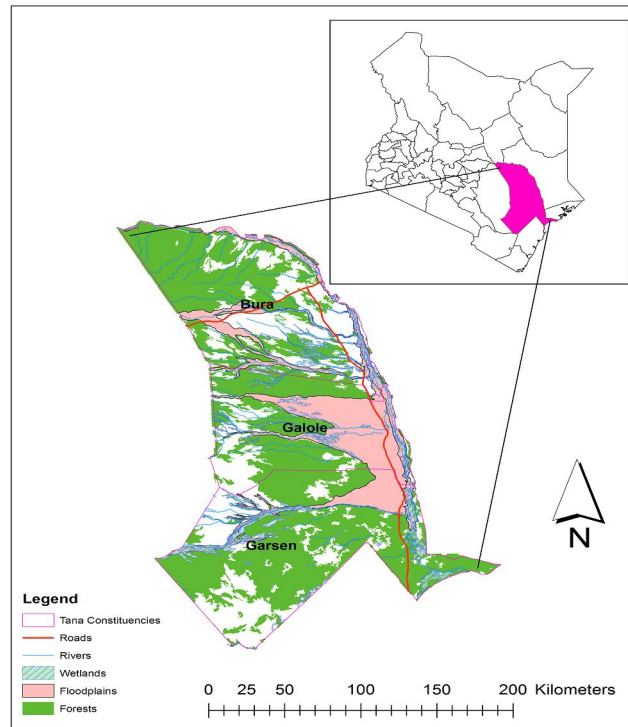 Bura
Galole
Garsen
N
Legend
Tana Constituencies
Roads
Rivers
Wetlands
Floodplains
Forests
0 25 50 100 150 200 Kilometers